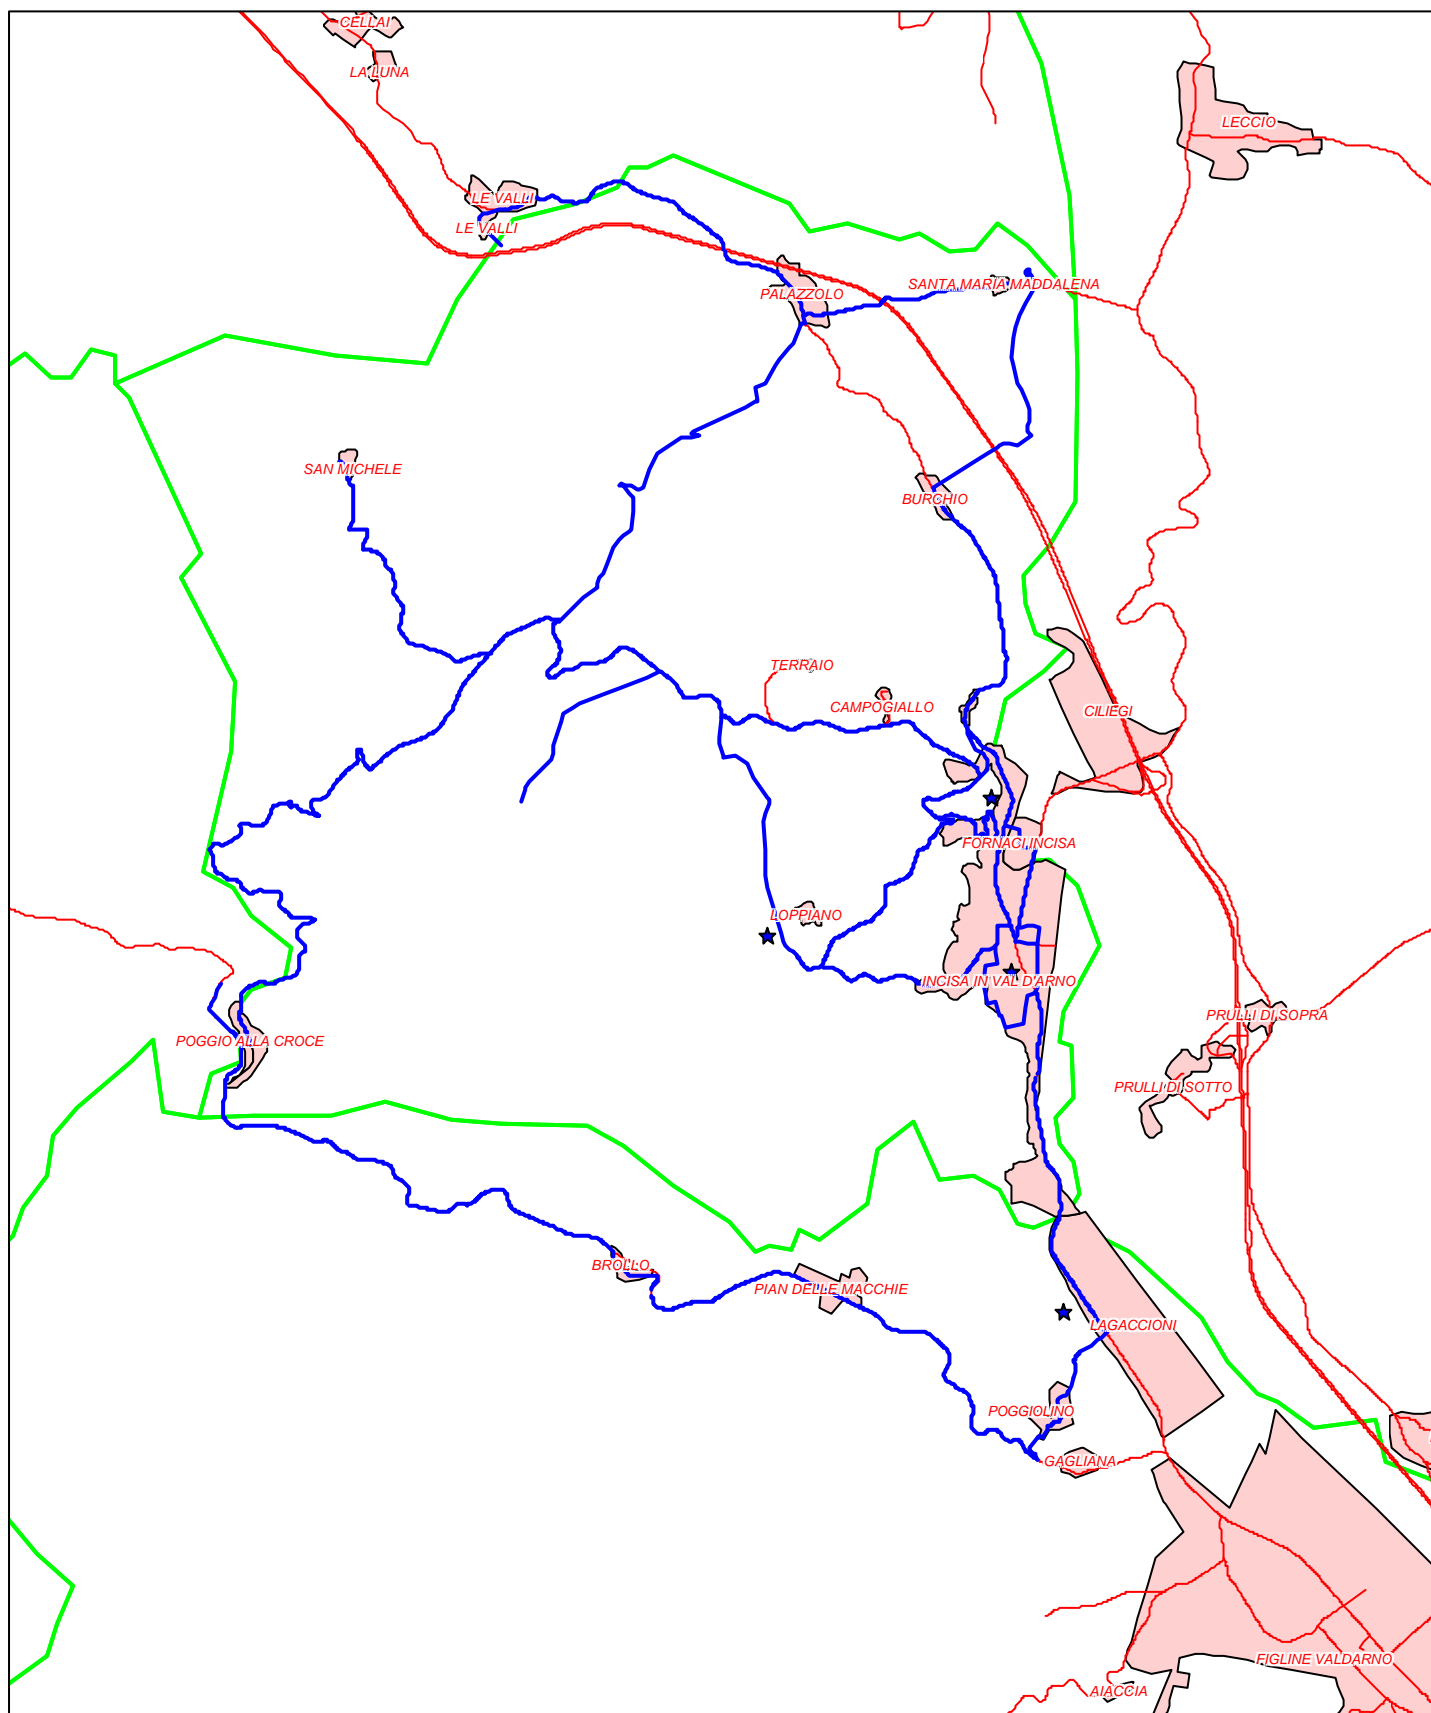 CELLAI
LA LUNA
LECCIO
LE VALLI
LE VALLI
SANTA MARIA MADDALENA
PALAZZOLO
SAN MICHELE
BURCHIO
TERRAIO
CAMPOGIALLO
CILIEGI
FORNACI INCISA
LOPPIANO
INCISA IN VAL D'ARNO
PRULLI DI SOPRA
POGGIO ALLA CROCE
PRULLI DI SOTTO
BROLLO
PIAN DELLE MACCHIE
LAGACCIONI
POGGIOLINO
GAGLIANA
FIGLINE VALDARNO
AIACCIA